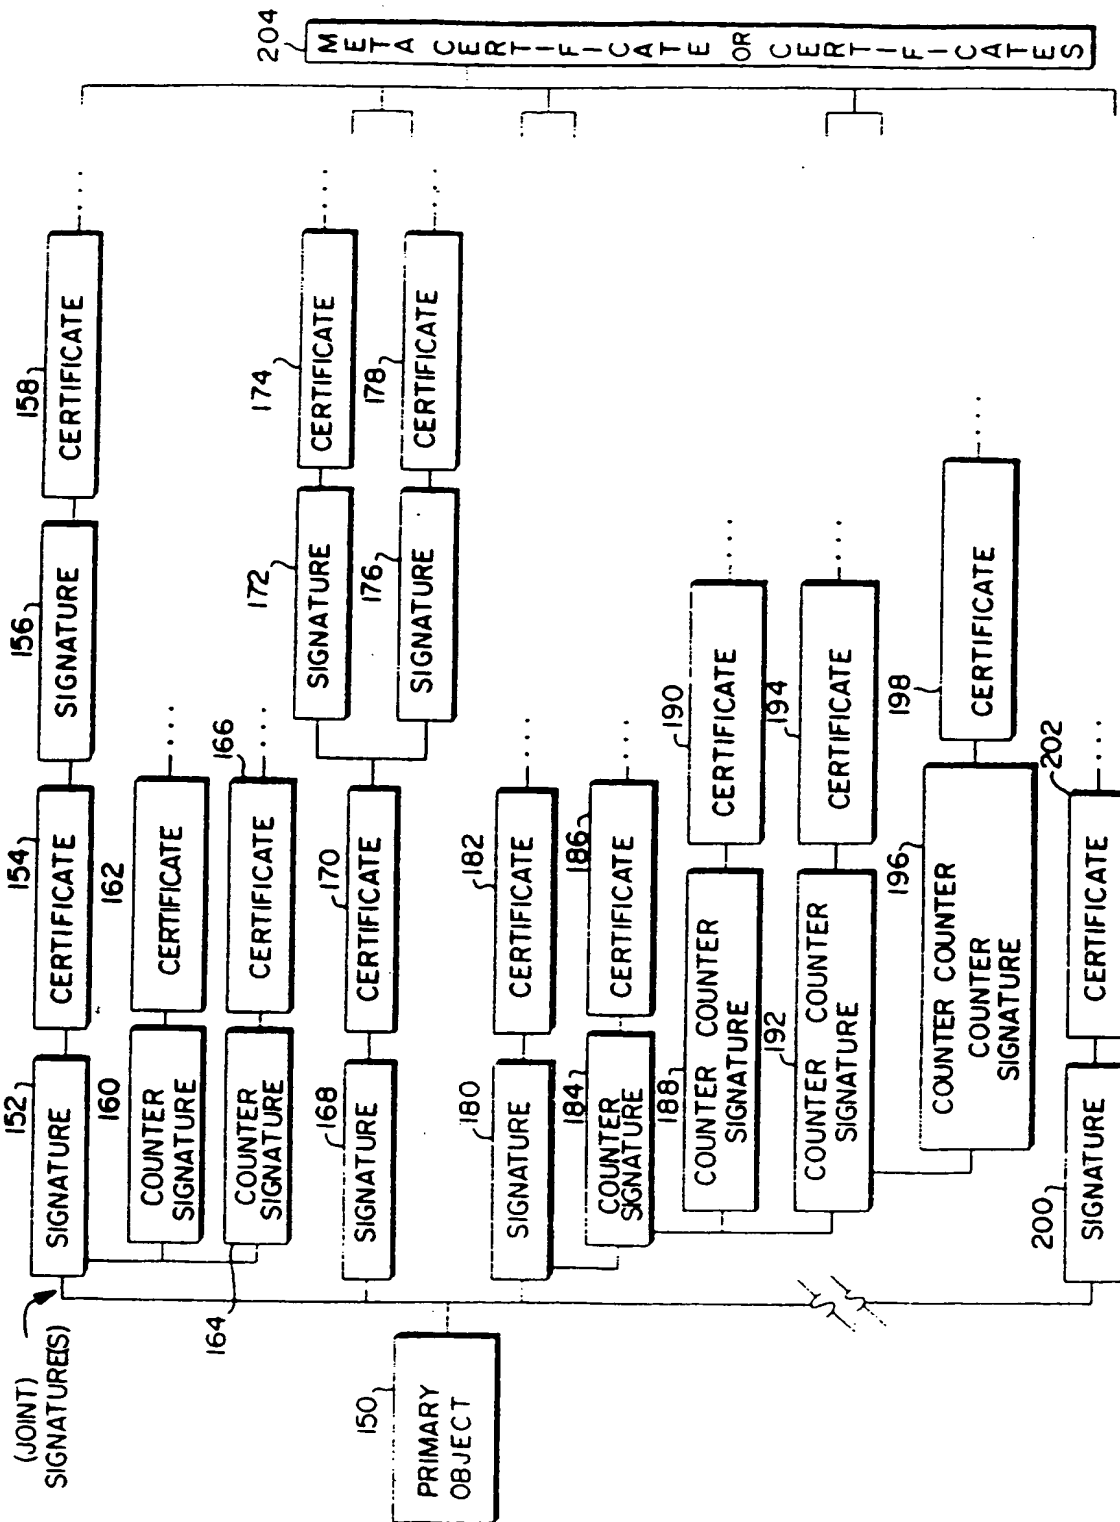 (JOINT)
SIGNATURE(S)
152
SIGNATURE
154
CERTIFICATE
156
SIGNATURE
158
CERTIFICATE
....
160
COUNTER
SIGNATURE
162
CERTIFICATE
....
164
COUNTER
SIGNATURE
166
CERTIFICATE
....
150
PRIMARY
OBJECT
168
SIGNATURE
170
CERTIFICATE
172
SIGNATURE
174
CERTIFICATE
....
176
SIGNATURE
178
CERTIFICATE
....
180
SIGNATURE
182
CERTIFICATE
....
184
COUNTER
SIGNATURE
186
CERTIFICATE
....
188
COUNTER COUNTER
SIGNATURE
190
CERTIFICATE
....
192
COUNTER COUNTER
SIGNATURE
194
CERTIFICATE
....
196
COUNTER COUNTER
COUNTER
SIGNATURE
198
CERTIFICATE
....
200
SIGNATURE
202
CERTIFICATE
....
204
META CERTIFICATE OR CERTIFICATES